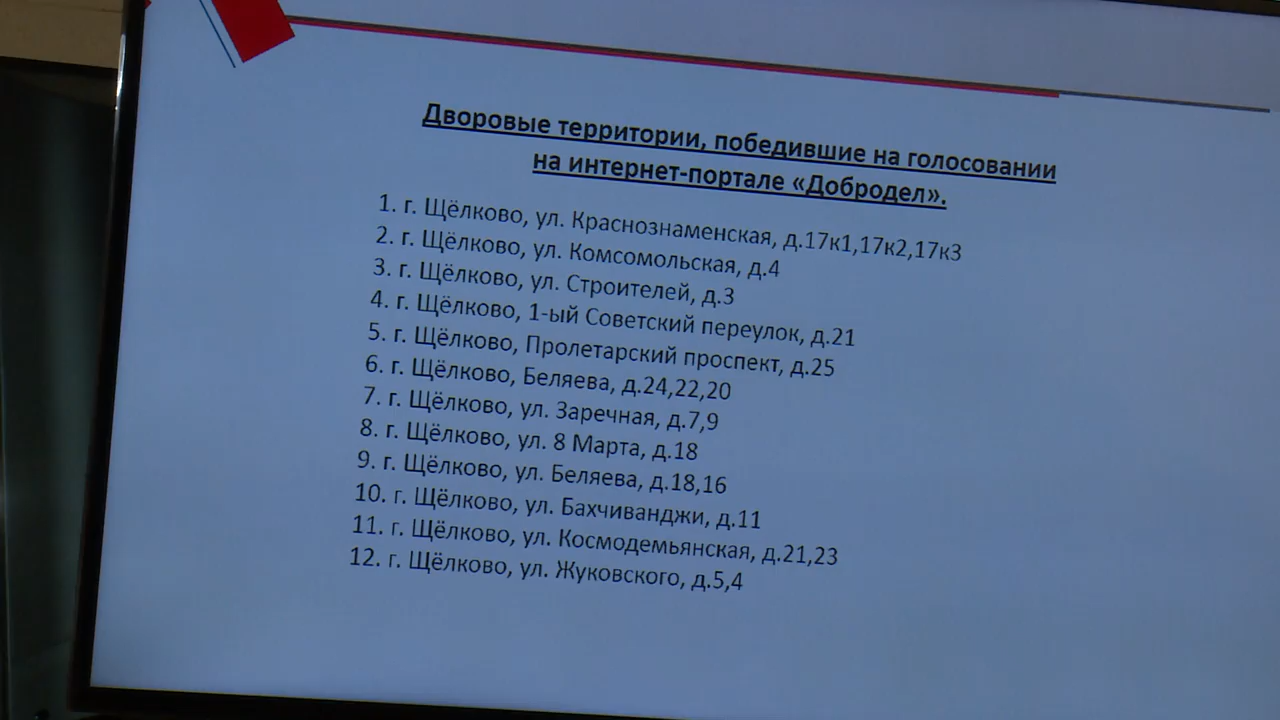 Дворовые территории, победившие на голосовании
на интернет-портале «Добродел».
1. г. Щёлково, ул. Краснознаменская, д.17к1,17к2,17к3
2. г. Щёлково, ул. Комсомольская, д.4
3. г. Щёлково, ул. Строителей, д.3
4. г. Щёлково, 1-ый Советский переулок, д.21
5. г. Щёлково, Пролетарский проспект, д.25
6. г. Щёлково, Беляева, д.24,22,20
7. г. Щёлково, ул. Заречная, д.7,9
8. г. Щёлково, ул. 8 Марта, д.18
9. г. Щёлково, ул. Беляева, д.18,16
10. г. Щёлково, ул. Бахчиванджи, д.11
11. г. Щёлково, ул. Космодемьянская, д.21,23
12. г. Щёлково, ул. Жуковского, д.5,4